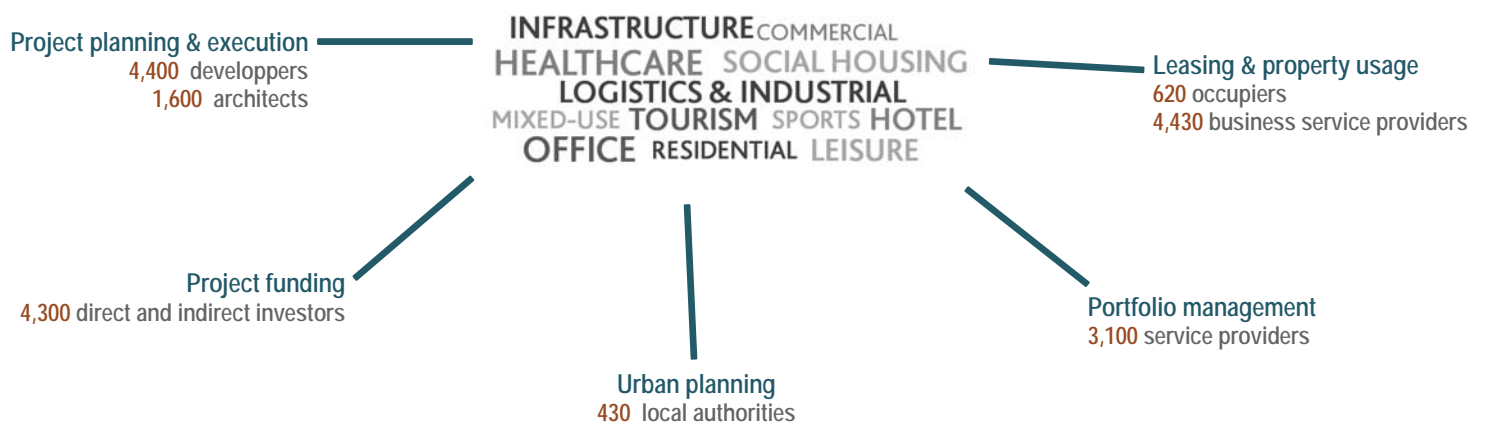 INFRASTRUCTURE COMMERCIAL
HEALTHCARE SOCIAL HOUSING
LOGISTICS & INDUSTRIAL
MIXED-USE TOURISM SPORTS HOTEL
OFFICE RESIDENTIAL LEISURE
Project planning & execution
4,400 developpers
1,600 architects
Leasing & property usage
620 occupiers
4,430 business service providers
Project funding
4,300 direct and indirect investors
Portfolio management
3,100 service providers
Urban planning
430 local authorities